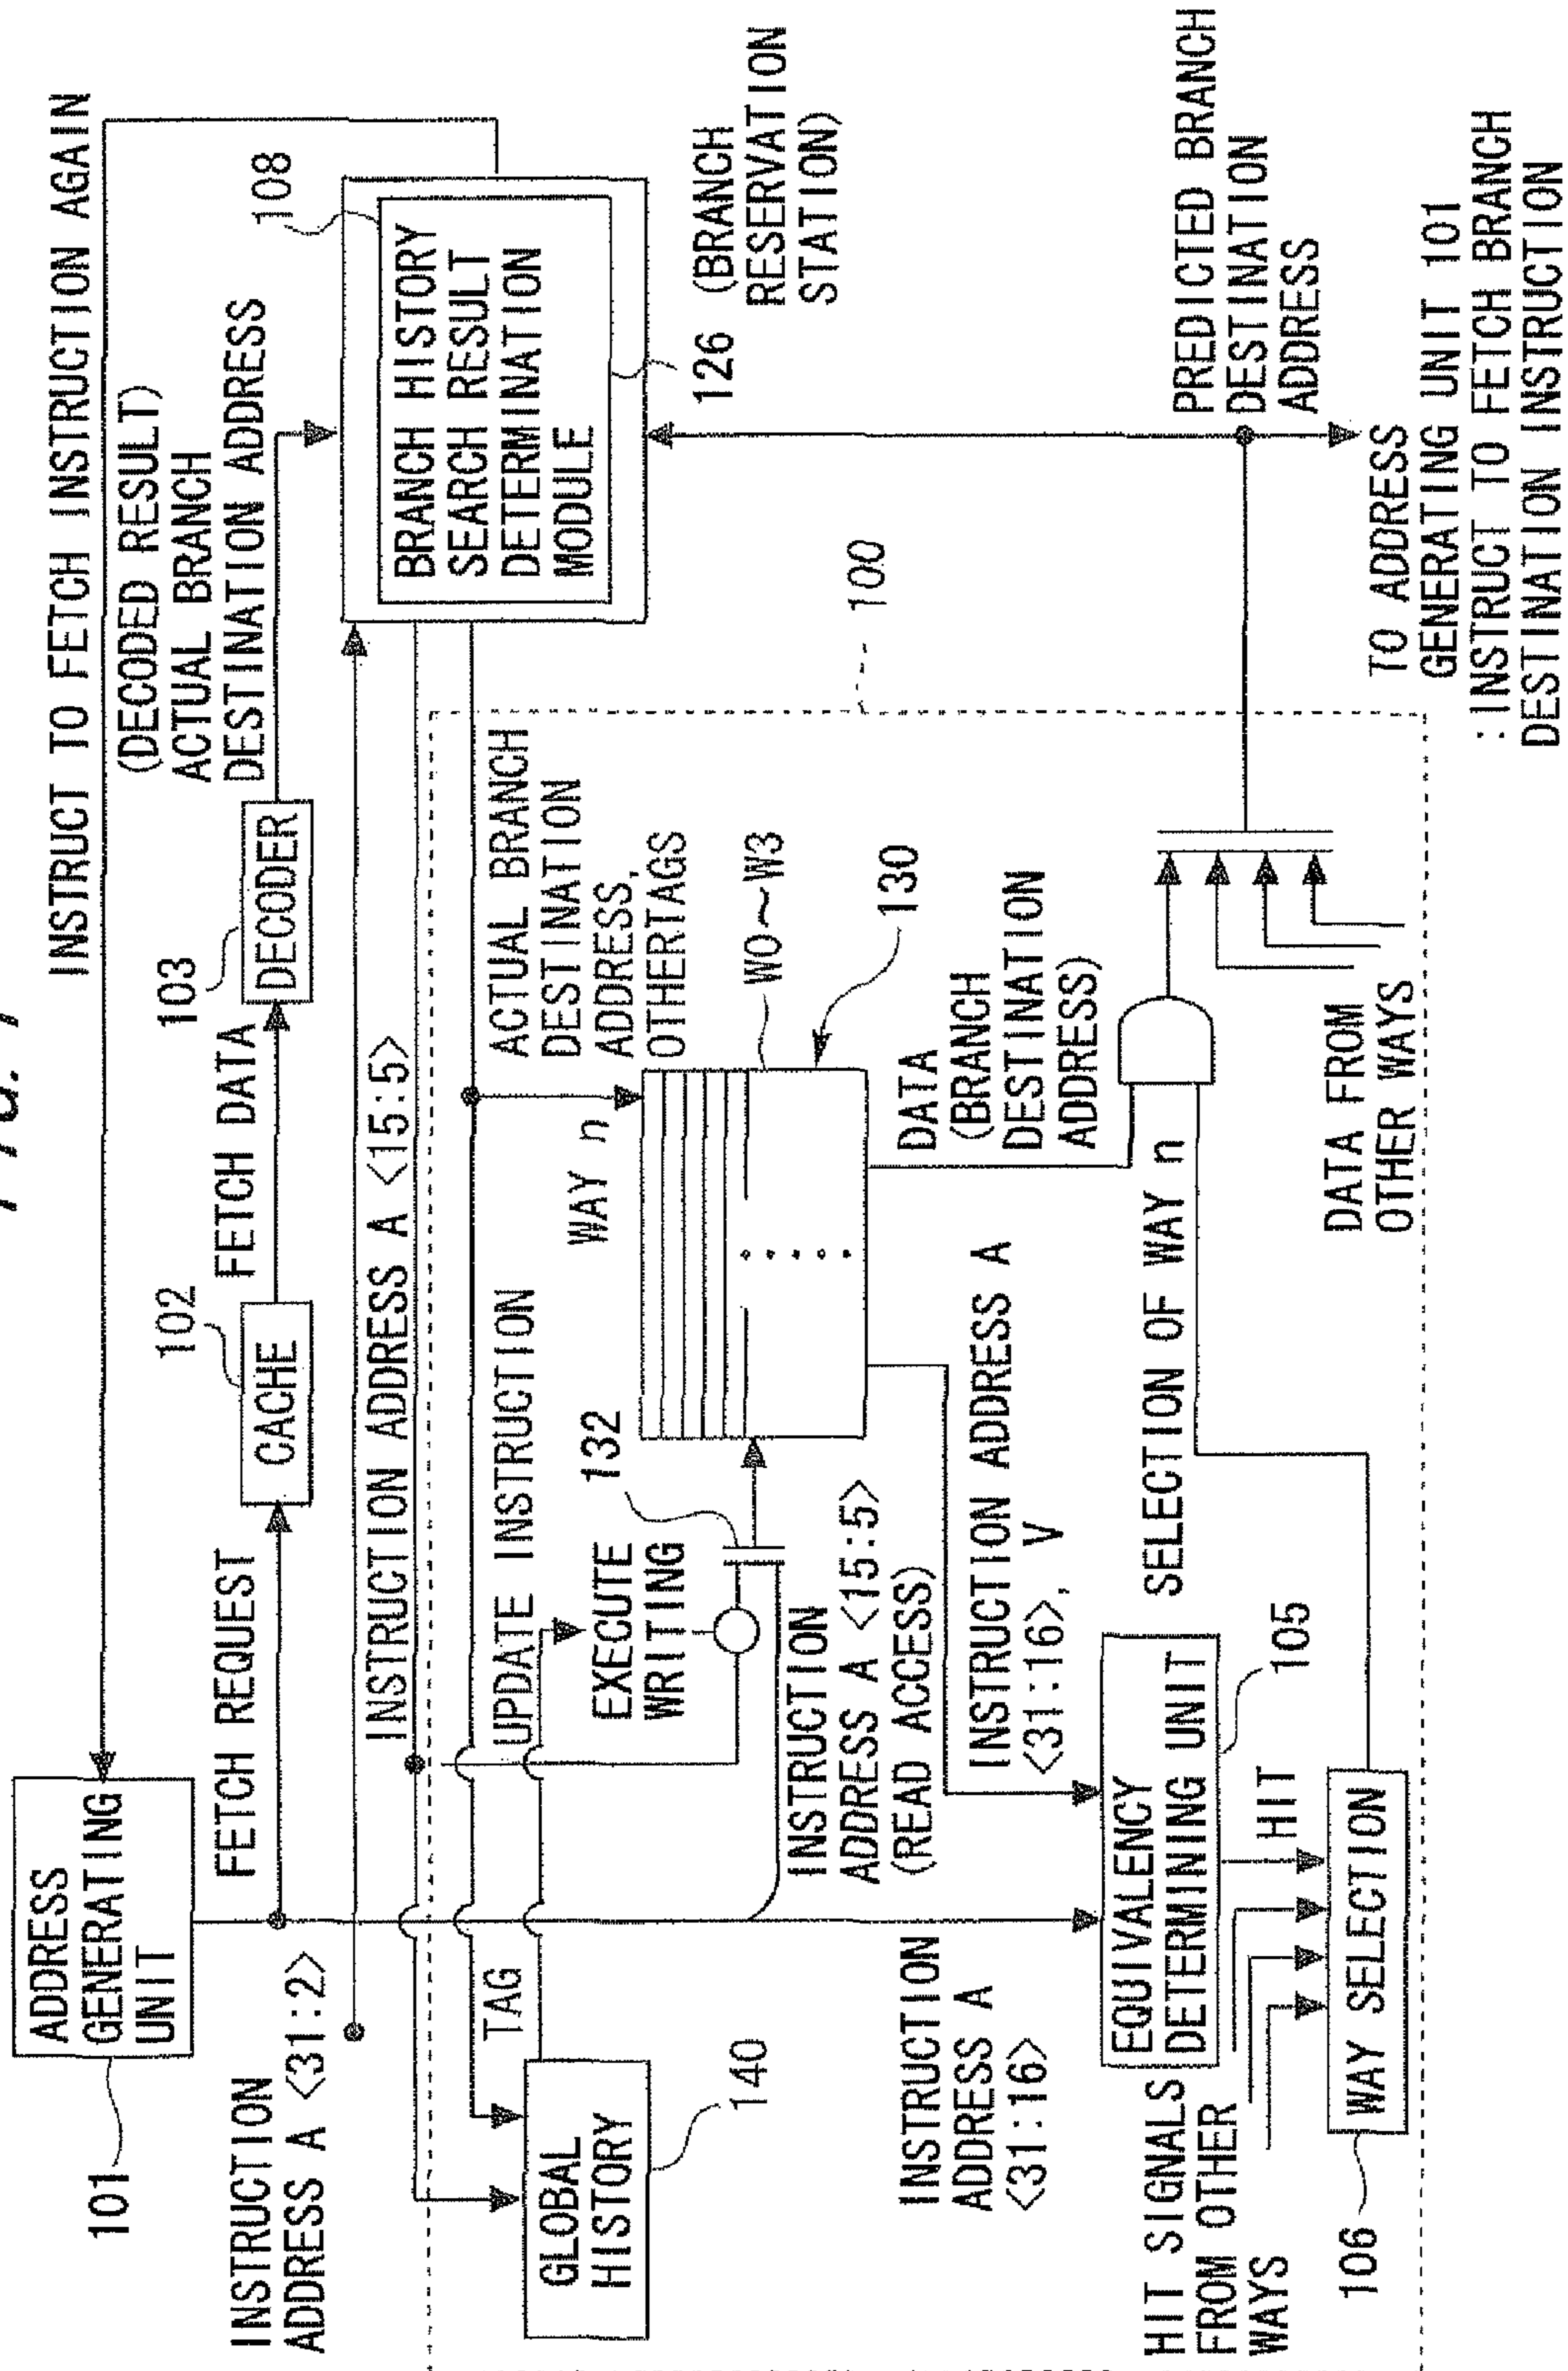 INSTRUCT TO FETCH INSTRUCTION AGAIN
ADDRESS
GENERATING
UNIT
101
FETCH REQUEST
102
CACHE
FETCH DATA
103
DECODER
(DECODED RESULT)
ACTUAL BRANCH
DESTINATION ADDRESS
108
INSTRUCTION
ADDRESS A <31:2>
BRANCH HISTORY
SEARCH RESULT
DETERMINATION
MODULE
126 (BRANCH
RESERVATION
STATION)
INSTRUCTION ADDRESS A <15:5>
TAG
UPDATE INSTRUCTION
ACTUAL BRANCH
DESTINATION
ADDRESS,
OTHERTAGS
100
GLOBAL
HISTORY
140
EXECUTE
WRITING
132
WAY n
W0~W3
130
INSTRUCTION
ADDRESS A <15:5>
(READ ACCESS)
INSTRUCTION
ADDRESS A
<31:16>
INSTRUCTION ADDRESS A
<31:16>, V
DATA
(BRANCH
DESTINATION
ADDRESS)
EQUIVALENCY
DETERMINING UNIT
105
SELECTION OF WAY n
HIT SIGNALS
FROM OTHER
WAYS
HIT
106
WAY SELECTION
DATA FROM
OTHER WAYS
PREDICTED BRANCH
DESTINATION
ADDRESS
TO ADDRESS
GENERATING UNIT 101
:INSTRUCT TO FETCH BRANCH
DESTINATION INSTRUCTION